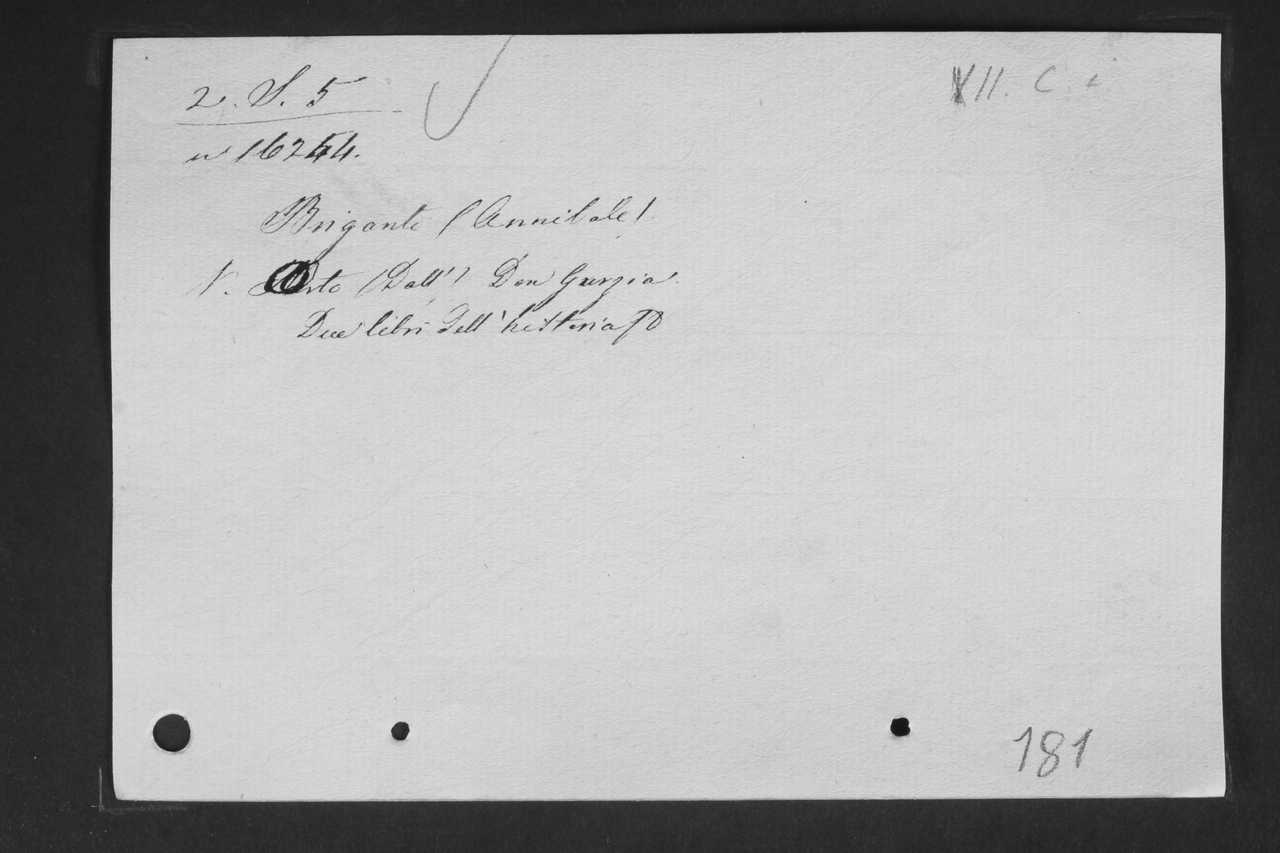 2. S. 5
XII. C. i
n 16244.
Brigante (Annibale)
V. Orto (Dall') Don Garzia.
Due libri dell' historia
181